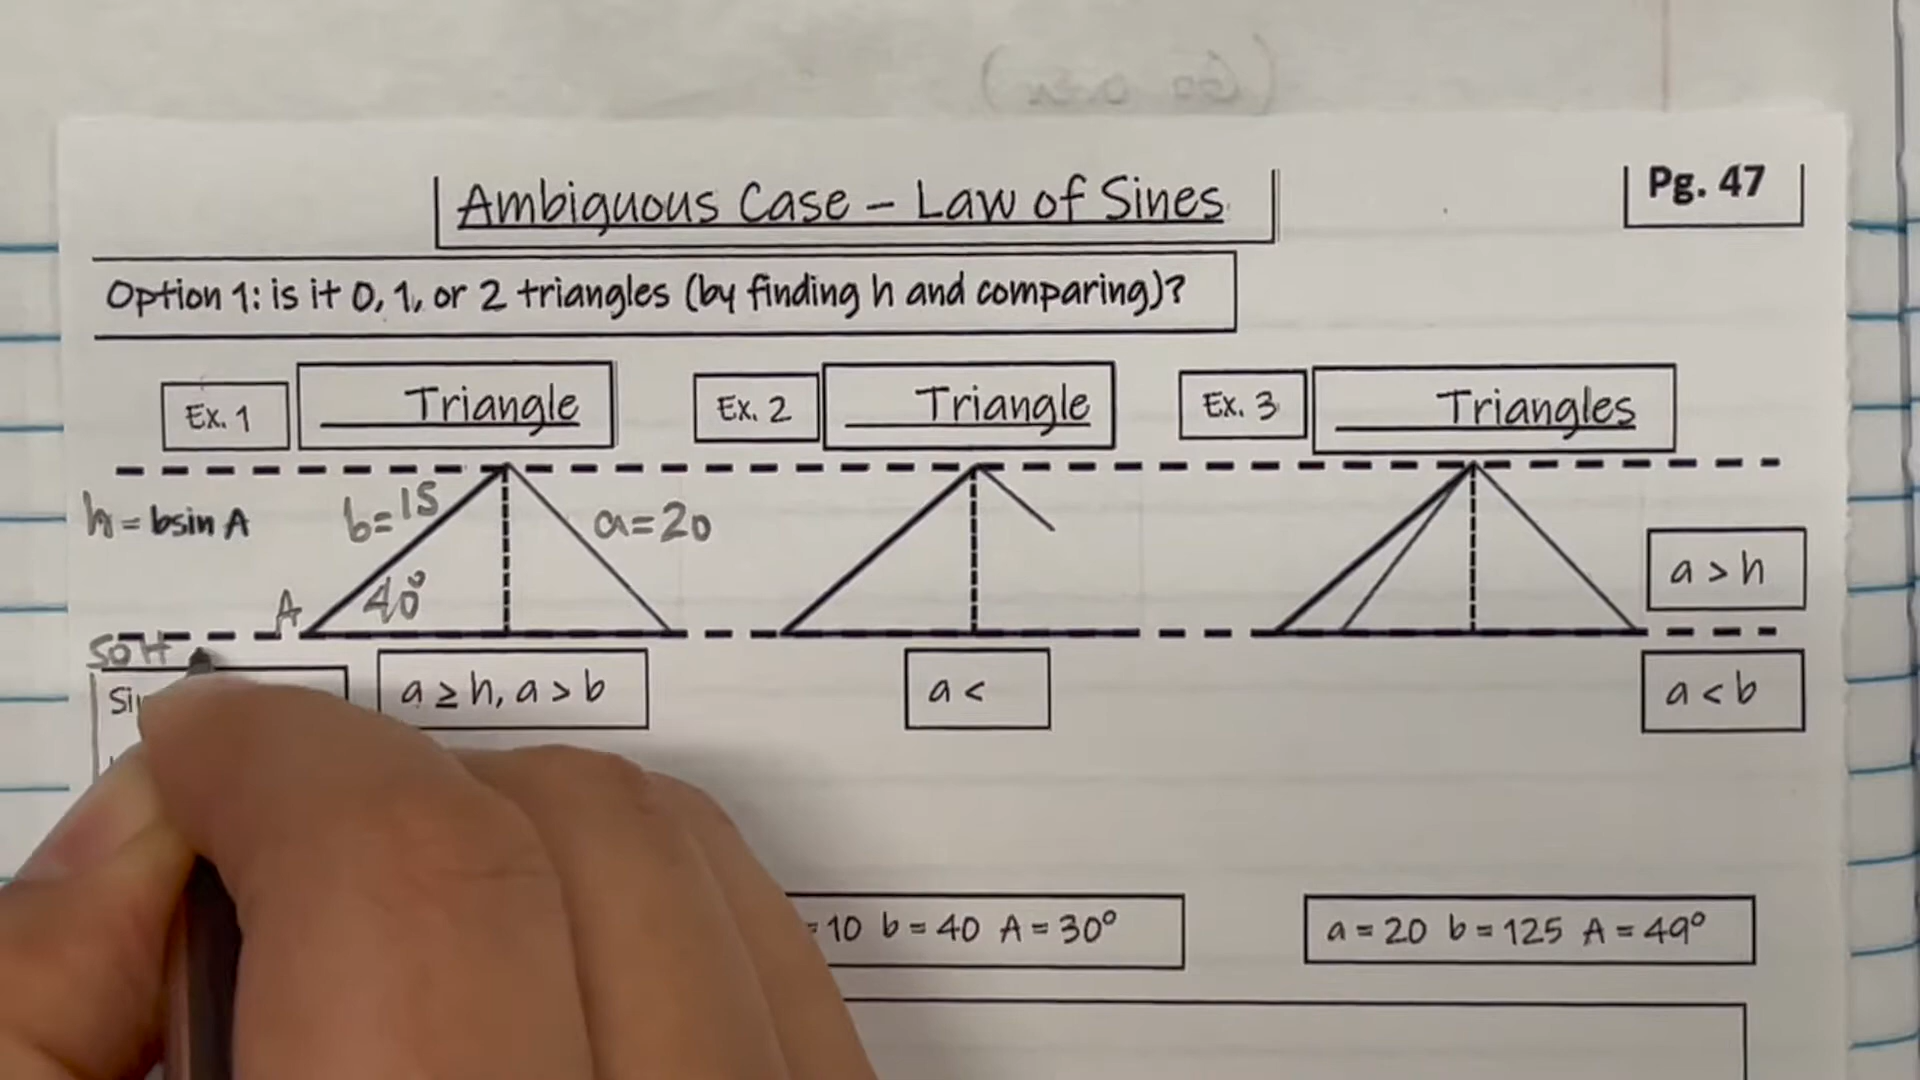 Ambiguous Case – Law of Sines
Pg. 47
Option 1: is it 0, 1, or 2 triangles (by finding h and comparing)?
Ex. 1
Triangle
Ex. 2
Triangle
Ex. 3
Triangles
h = bsin A
b=15
a=20
A
40°
SOH
a ≥ h, a > b
a <
a > h
a < b
= 10 b = 40 A = 30°
a = 20 b = 125 A = 49°